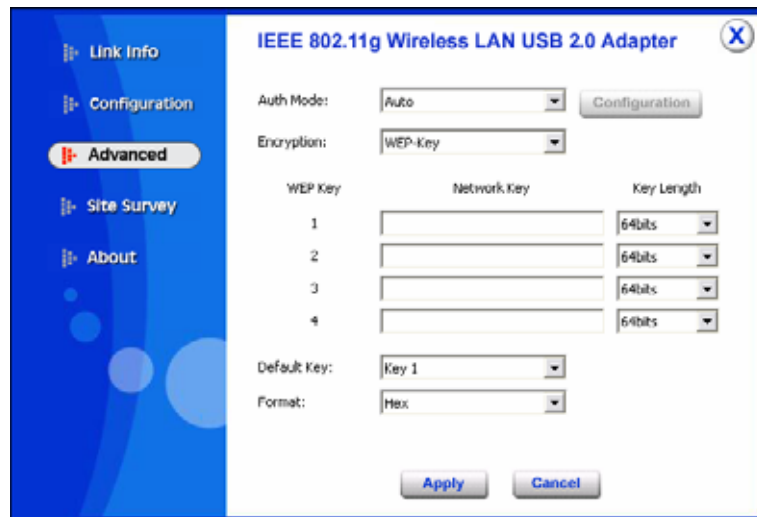 Link Info
Configuration
Advanced
Site Survey
About
IEEE 802.11g Wireless LAN USB 2.0 Adapter
X
Auth Mode: Auto Configuration
Encryption: WEP-Key
WEP Key Network Key Key Length
1 64bits
2 64bits
3 64bits
4 64bits
Default Key: Key 1
Format: Hex
Apply Cancel